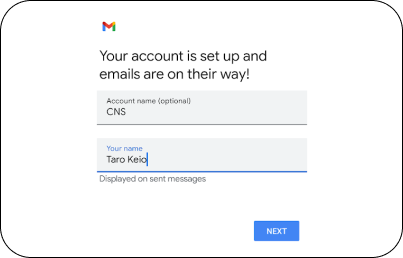 Your account is set up and
emails are on their way!
Account name (optional)
CNS
Your name
Taro Keio
Displayed on sent messages
NEXT